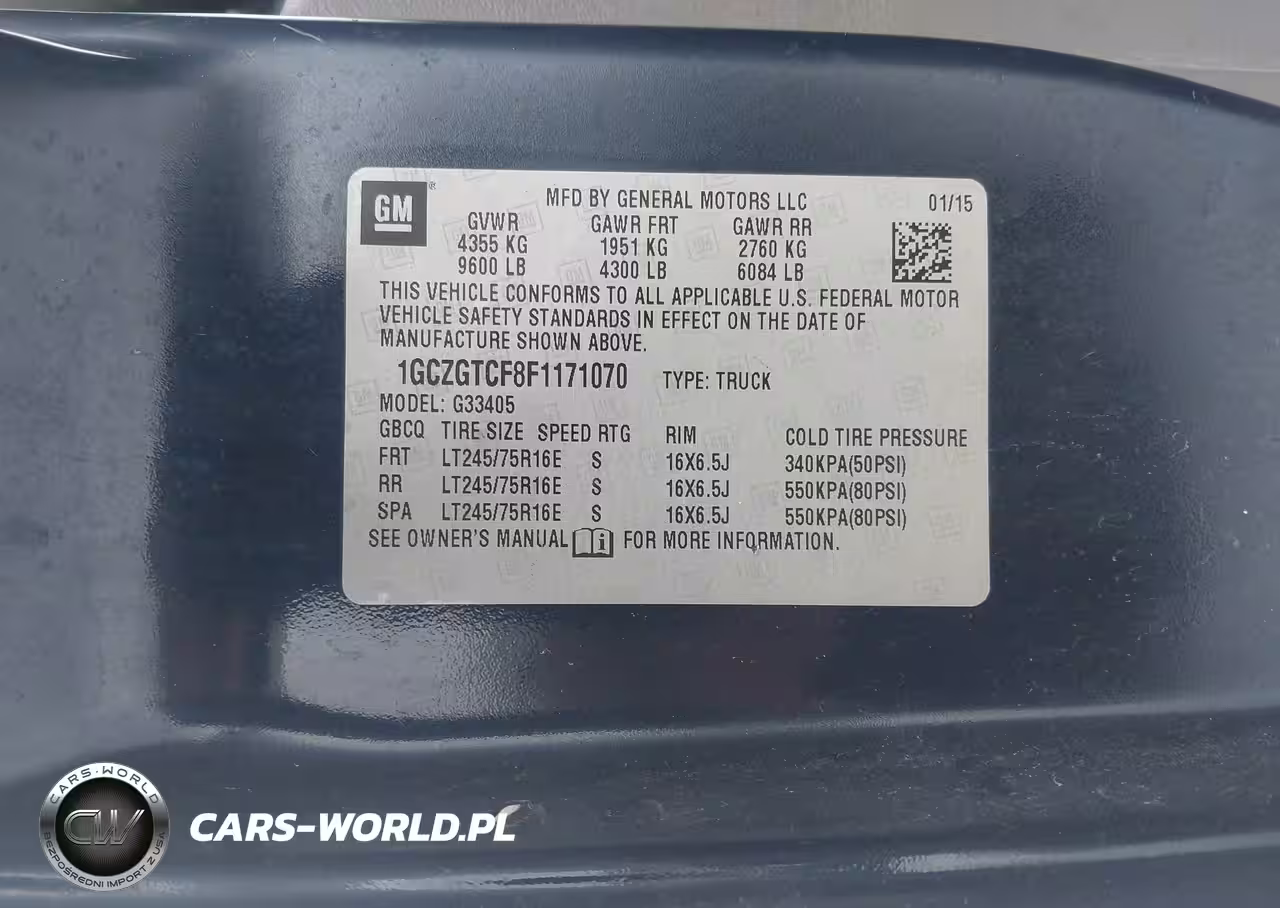 GM®
MFD BY GENERAL MOTORS LLC 01/15
GVWR GAWR FRT GAWR RR
4355 KG 1951 KG 2760 KG
9600 LB 4300 LB 6084 LB
THIS VEHICLE CONFORMS TO ALL APPLICABLE U.S. FEDERAL MOTOR
VEHICLE SAFETY STANDARDS IN EFFECT ON THE DATE OF
MANUFACTURE SHOWN ABOVE.
1GCZGTCF8F1171070 TYPE: TRUCK
MODEL: G33405
GBCQ TIRE SIZE SPEED RTG RIM COLD TIRE PRESSURE
FRT LT245/75R16E S 16X6.5J 340KPA(50PSI)
RR LT245/75R16E S 16X6.5J 550KPA(80PSI)
SPA LT245/75R16E S 16X6.5J 550KPA(80PSI)
SEE OWNER'S MANUAL i FOR MORE INFORMATION.
CARS-WORLD
CW
BEZPOŚREDNI IMPORT Z USA
CARS-WORLD.PL